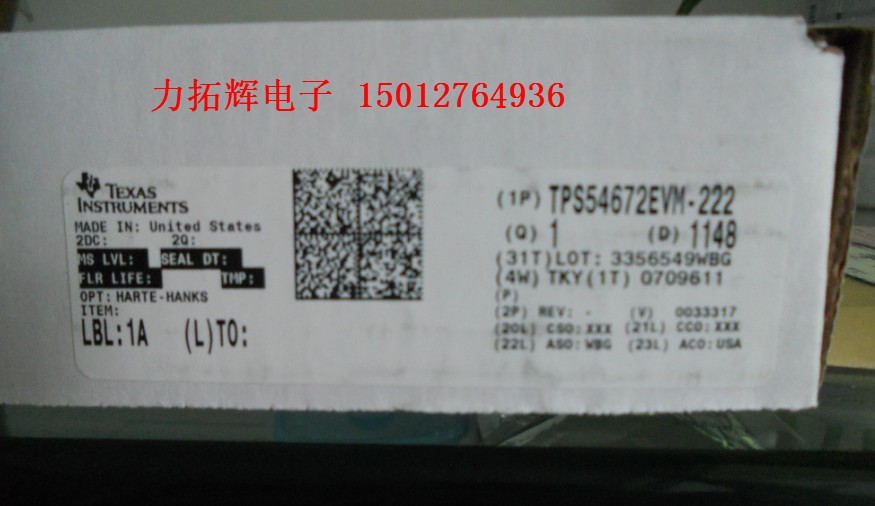 力拓辉电子 15012764936
TEXAS
INSTRUMENTS
MADE IN: United States
2DC: 2Q:
MS LVL: SEAL DT:
FLR LIFE: TMP:
OPT: HARTE-HANKS
ITEM:
LBL:1A (L)TO:
(1P) TPS54672EVM-222
(Q) 1 (D) 1148
(31T)LOT: 3356549WBG
(4W) TKY(1T) 0709611
(P)
(2P) REV: - (V) 0033317
(20L) CSO:XXX (21L) CCO:XXX
(22L) ASO:WBG (23L) ACO:USA